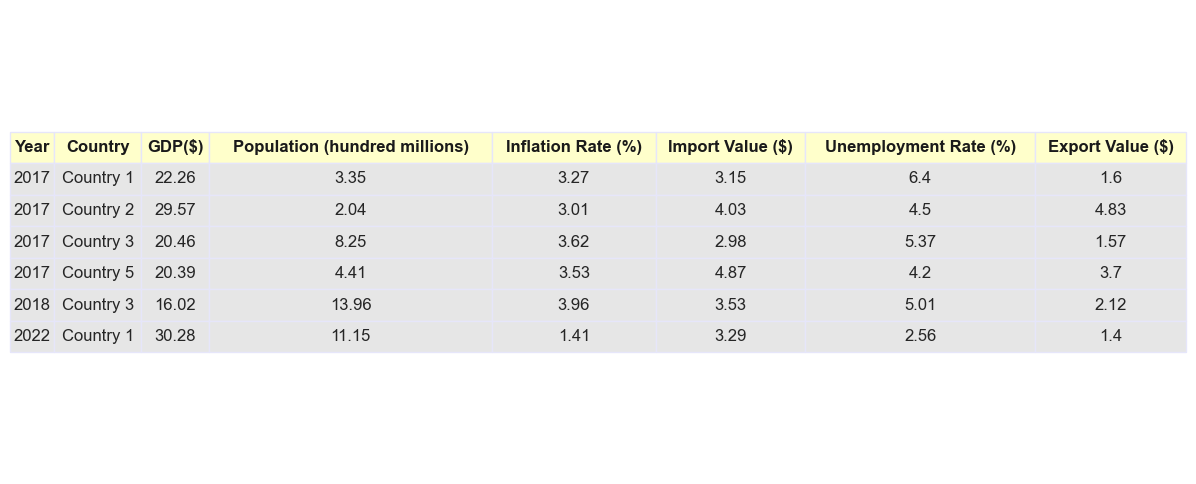 Year Country GDP($) Population (hundred millions) Inflation Rate (%) Import Value ($) Unemployment Rate (%) Export Value ($)
2017 Country 1 22.26 3.35 3.27 3.15 6.4 1.6
2017 Country 2 29.57 2.04 3.01 4.03 4.5 4.83
2017 Country 3 20.46 8.25 3.62 2.98 5.37 1.57
2017 Country 5 20.39 4.41 3.53 4.87 4.2 3.7
2018 Country 3 16.02 13.96 3.96 3.53 5.01 2.12
2022 Country 1 30.28 11.15 1.41 3.29 2.56 1.4